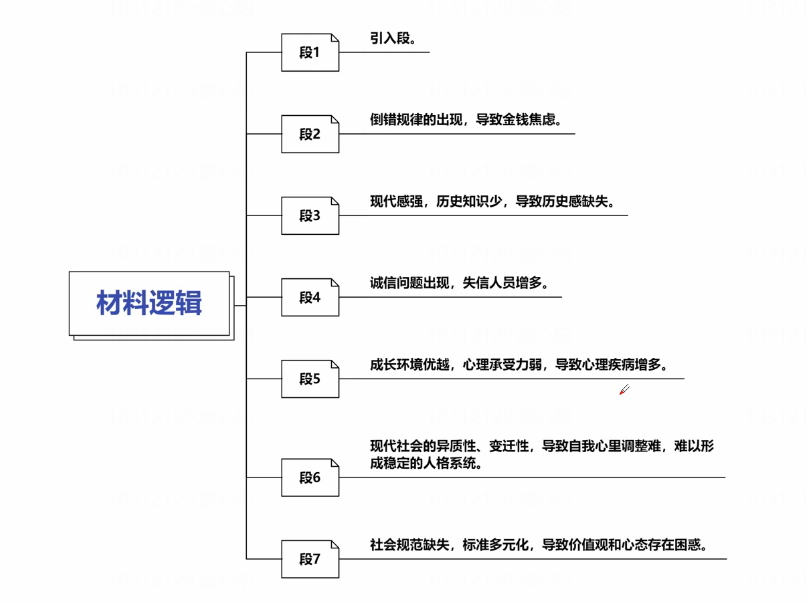 段1
引入段。
段2
倒错规律的出现，导致金钱焦虑。
段3
现代感强，历史知识少，导致历史感缺失。
材料逻辑
段4
诚信问题出现，失信人员增多。
段5
成长环境优越，心理承受力弱，导致心理疾病增多。
段6
现代社会的异质性、变迁性，导致自我心里调整难，难以形
成稳定的人格系统。
段7
社会规范缺失，标准多元化，导致价值观和心态存在困惑。